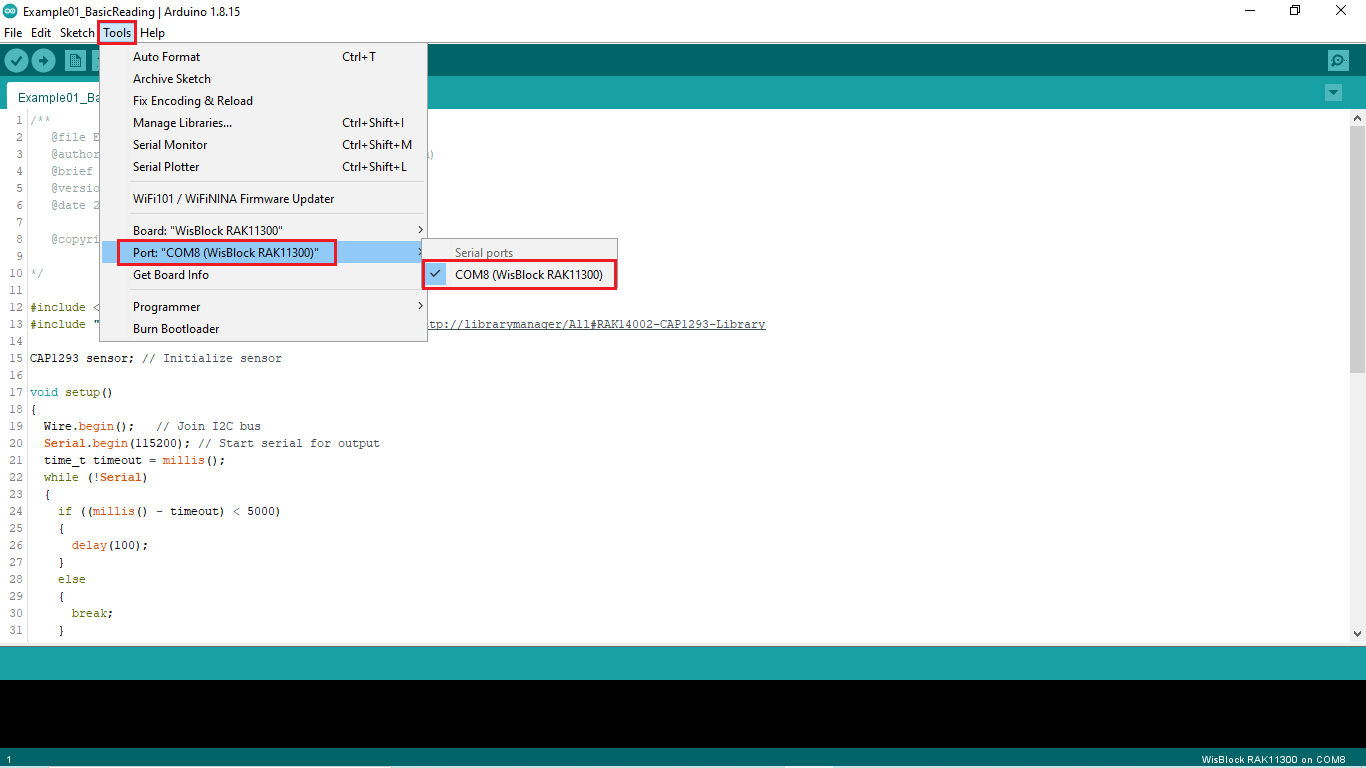 Example01_BasicReading | Arduino 1.8.15
File Edit Sketch Tools Help
Auto Format Ctrl+T
Archive Sketch
Fix Encoding & Reload
Manage Libraries... Ctrl+Shift+I
Serial Monitor Ctrl+Shift+M
Serial Plotter Ctrl+Shift+L
WiFi101 / WiFiNINA Firmware Updater
Board: "WisBlock RAK11300"
Port: "COM8 (WisBlock RAK11300)"
Get Board Info
Programmer
Burn Bootloader
Serial ports
COM8 (WisBlock RAK11300)
Example01_Ba
1 /**
2 @file E
3 @author )
4 @brief
5 @versio
6 @date 2
7
8 @copyri
9
10 */
11
12 #include <
13 #include " tp://librarymanager/All#RAK14002-CAP1293-Library
14
15 CAP1293 sensor; // Initialize sensor
16
17 void setup()
18 {
19 Wire.begin(); // Join I2C bus
20 Serial.begin(115200); // Start serial for output
21 time_t timeout = millis();
22 while (!Serial)
23 {
24 if ((millis() - timeout) < 5000)
25 {
26 delay(100);
27 }
28 else
29 {
30 break;
31 }
1 WisBlock RAK11300 on COM8